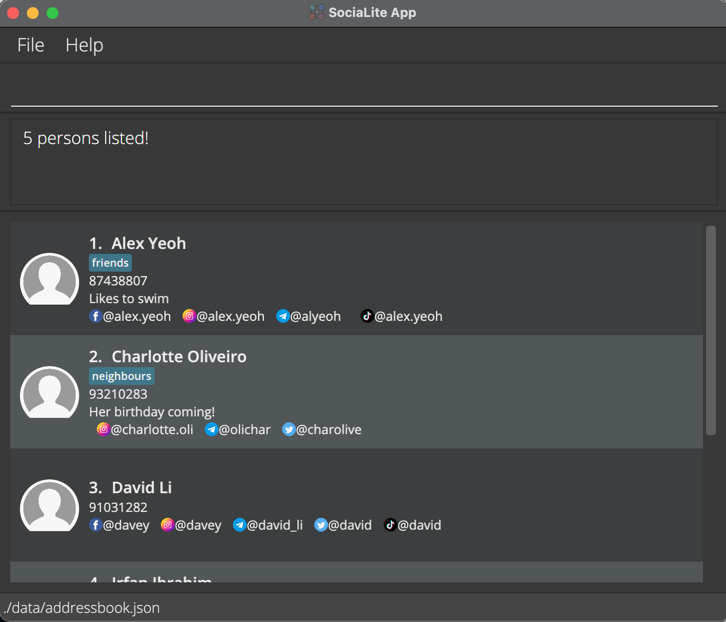 SociaLite App
File Help
5 persons listed!
1. Alex Yeoh
friends
87438807
Likes to swim
@alex.yeoh @alex.yeoh @alyeoh @alex.yeoh
2. Charlotte Oliveiro
neighbours
93210283
Her birthday coming!
@charlotte.oli @olichar @charolive
3. David Li
91031282
@davey @davey @david_li @david @david
4. Irfan Ibrahim
./data/addressbook.json